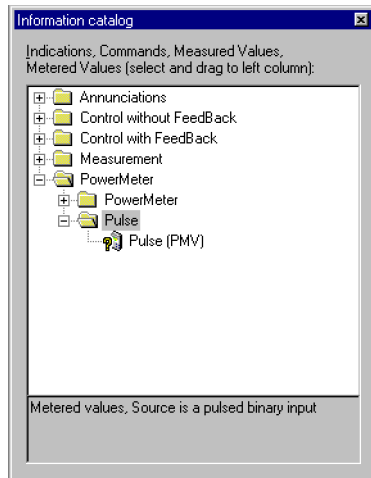 Information catalog
Indications, Commands, Measured Values,
Metered Values (select and drag to left column):
Annunciations
Control without FeedBack
Control with FeedBack
Measurement
PowerMeter
PowerMeter
Pulse
Pulse (PMV)
Metered values, Source is a pulsed binary input